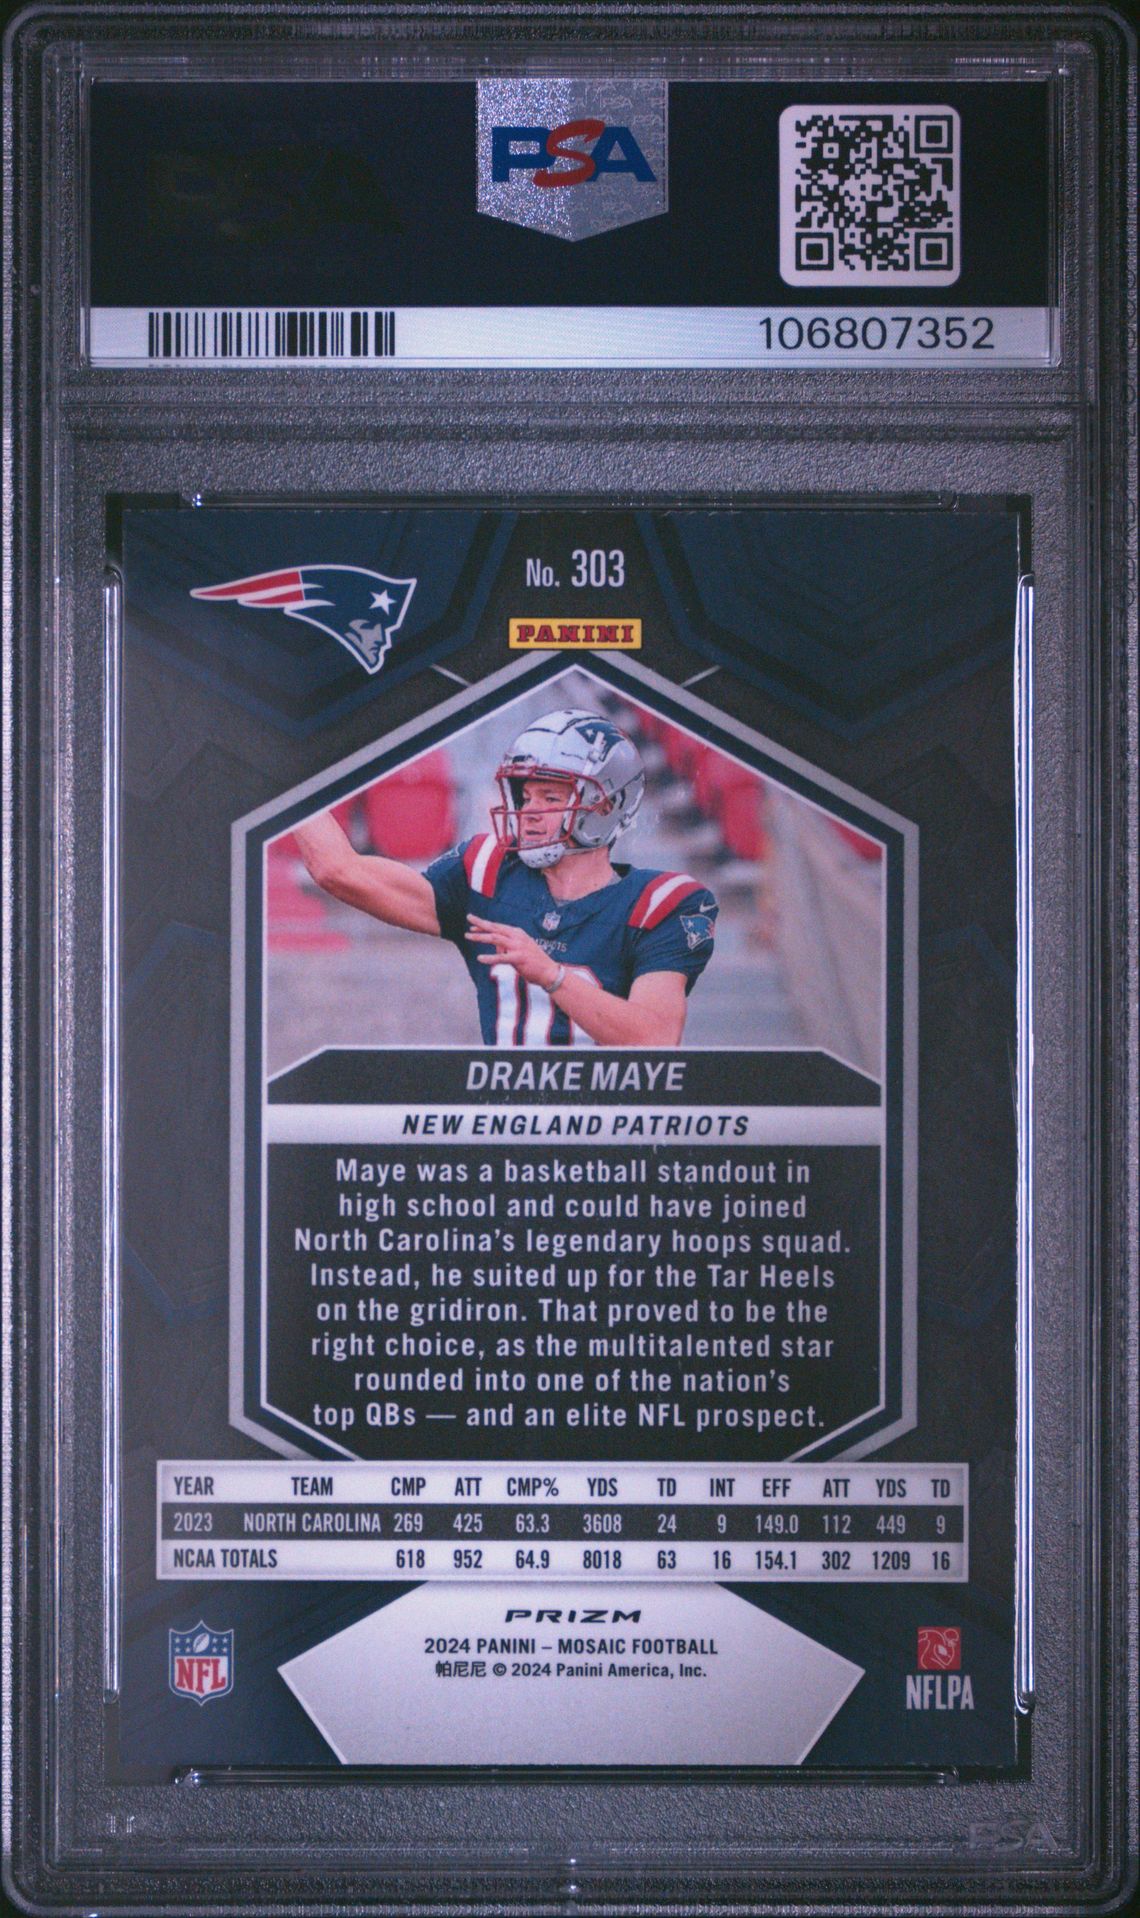 PSA
106807352
No. 303
PANINI
PATRIOTS
10
DRAKE MAYE
NEW ENGLAND PATRIOTS
Maye was a basketball standout in
high school and could have joined
North Carolina's legendary hoops squad.
Instead, he suited up for the Tar Heels
on the gridiron. That proved to be the
right choice, as the multitalented star
rounded into one of the nation's
top QBs — and an elite NFL prospect.
YEAR TEAM CMP ATT CMP% YDS TD INT EFF ATT YDS TD
2023 NORTH CAROLINA 269 425 63.3 3608 24 9 149.0 112 449 9
NCAA TOTALS 618 952 64.9 8018 63 16 154.1 302 1209 16
PRIZM
2024 PANINI – MOSAIC FOOTBALL
帕尼尼 © 2024 Panini America, Inc.
NFL
NFLPA
PSA